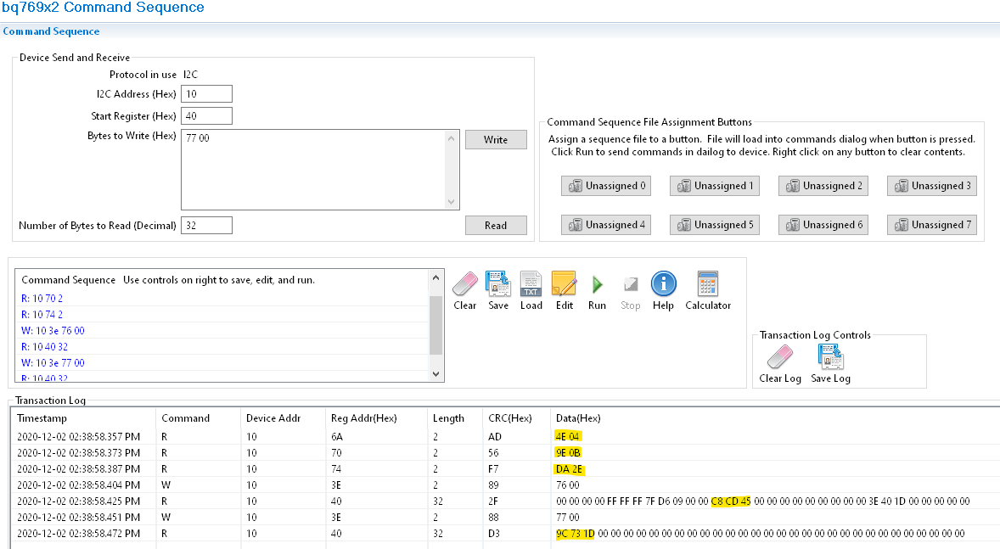 bq769x2 Command Sequence
Command Sequence
Device Send and Receive
Protocol in use I2C
I2C Address (Hex) 10
Start Register (Hex) 40
Bytes to Write (Hex) 77 00
Write
Number of Bytes to Read (Decimal) 32
Read
Command Sequence File Assignment Buttons
Assign a sequence file to a button. File will load into commands dialog when button is pressed.
Click Run to send commands in dailog to device. Right click on any button to clear contents.
Unassigned 0 Unassigned 1 Unassigned 2 Unassigned 3
Unassigned 4 Unassigned 5 Unassigned 6 Unassigned 7
Command Sequence Use controls on right to save, edit, and run.
R: 10 70 2
R: 10 74 2
W: 10 3e 76 00
R: 10 40 32
W: 10 3e 77 00
R: 10 40 32
TXT
Clear Save Load Edit Run Stop Help Calculator
Transaction Log Controls
Clear Log Save Log
Transaction Log
Timestamp Command Device Addr Reg Addr(Hex) Length CRC(Hex) Data(Hex)
2020-12-02 02:38:58.357 PM R 10 6A 2 AD 4E 04
2020-12-02 02:38:58.373 PM R 10 70 2 56 9E 0B
2020-12-02 02:38:58.387 PM R 10 74 2 F7 DA 2E
2020-12-02 02:38:58.404 PM W 10 3E 2 89 76 00
2020-12-02 02:38:58.425 PM R 10 40 32 2F 00 00 00 00 FF FF FF 7F D6 09 00 00 C8 CD 45 00 00 00 00 00 00 00 00 00 3E 40 1D 00 00 00 00 00
2020-12-02 02:38:58.451 PM W 10 3E 2 88 77 00
2020-12-02 02:38:58.472 PM R 10 40 32 D3 9C 73 1D 00 00 00 00 00 00 00 00 00 00 00 00 00 00 00 00 00 00 00 00 00 00 00 00 00 00 00 00 00